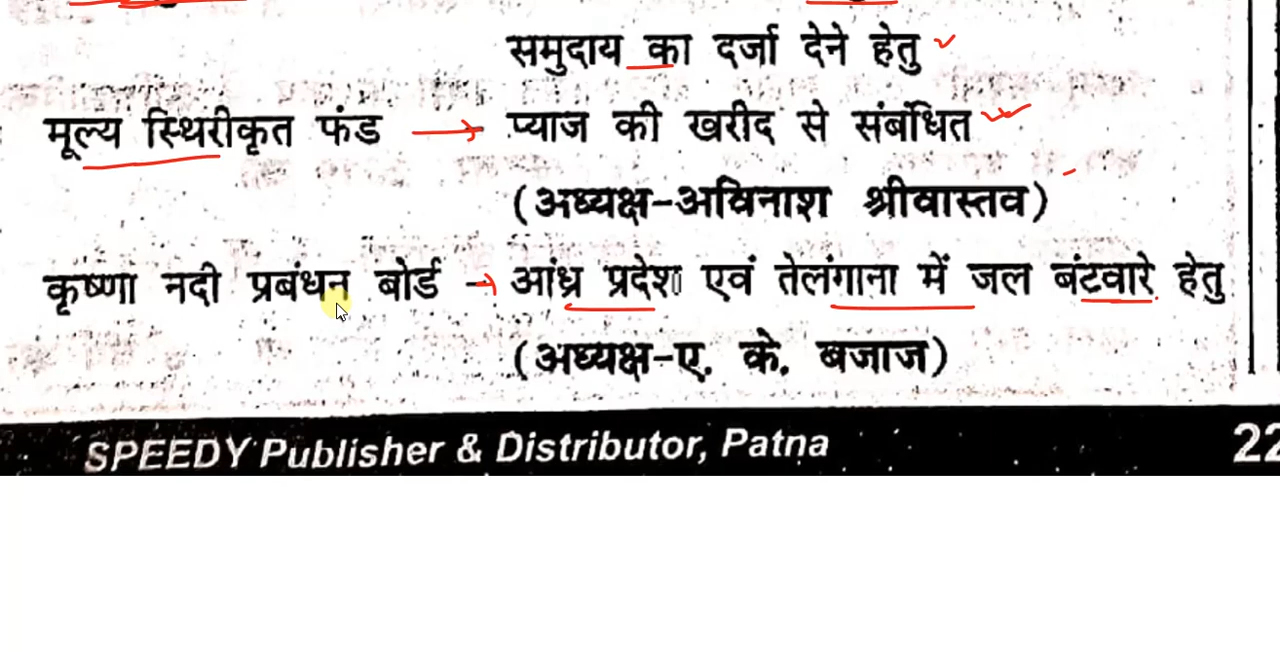 समुदाय का दर्जा देने हेतु
मूल्य स्थिरीकृत फंड → प्याज की खरीद से संबंधित
(अध्यक्ष-अविनाश श्रीवास्तव)
कृष्णा नदी प्रबंधन बोर्ड → आंध्र प्रदेश एवं तेलंगाना में जल बंटवारे हेतु
(अध्यक्ष-ए. के. बजाज)
SPEEDY Publisher & Distributor, Patna 22